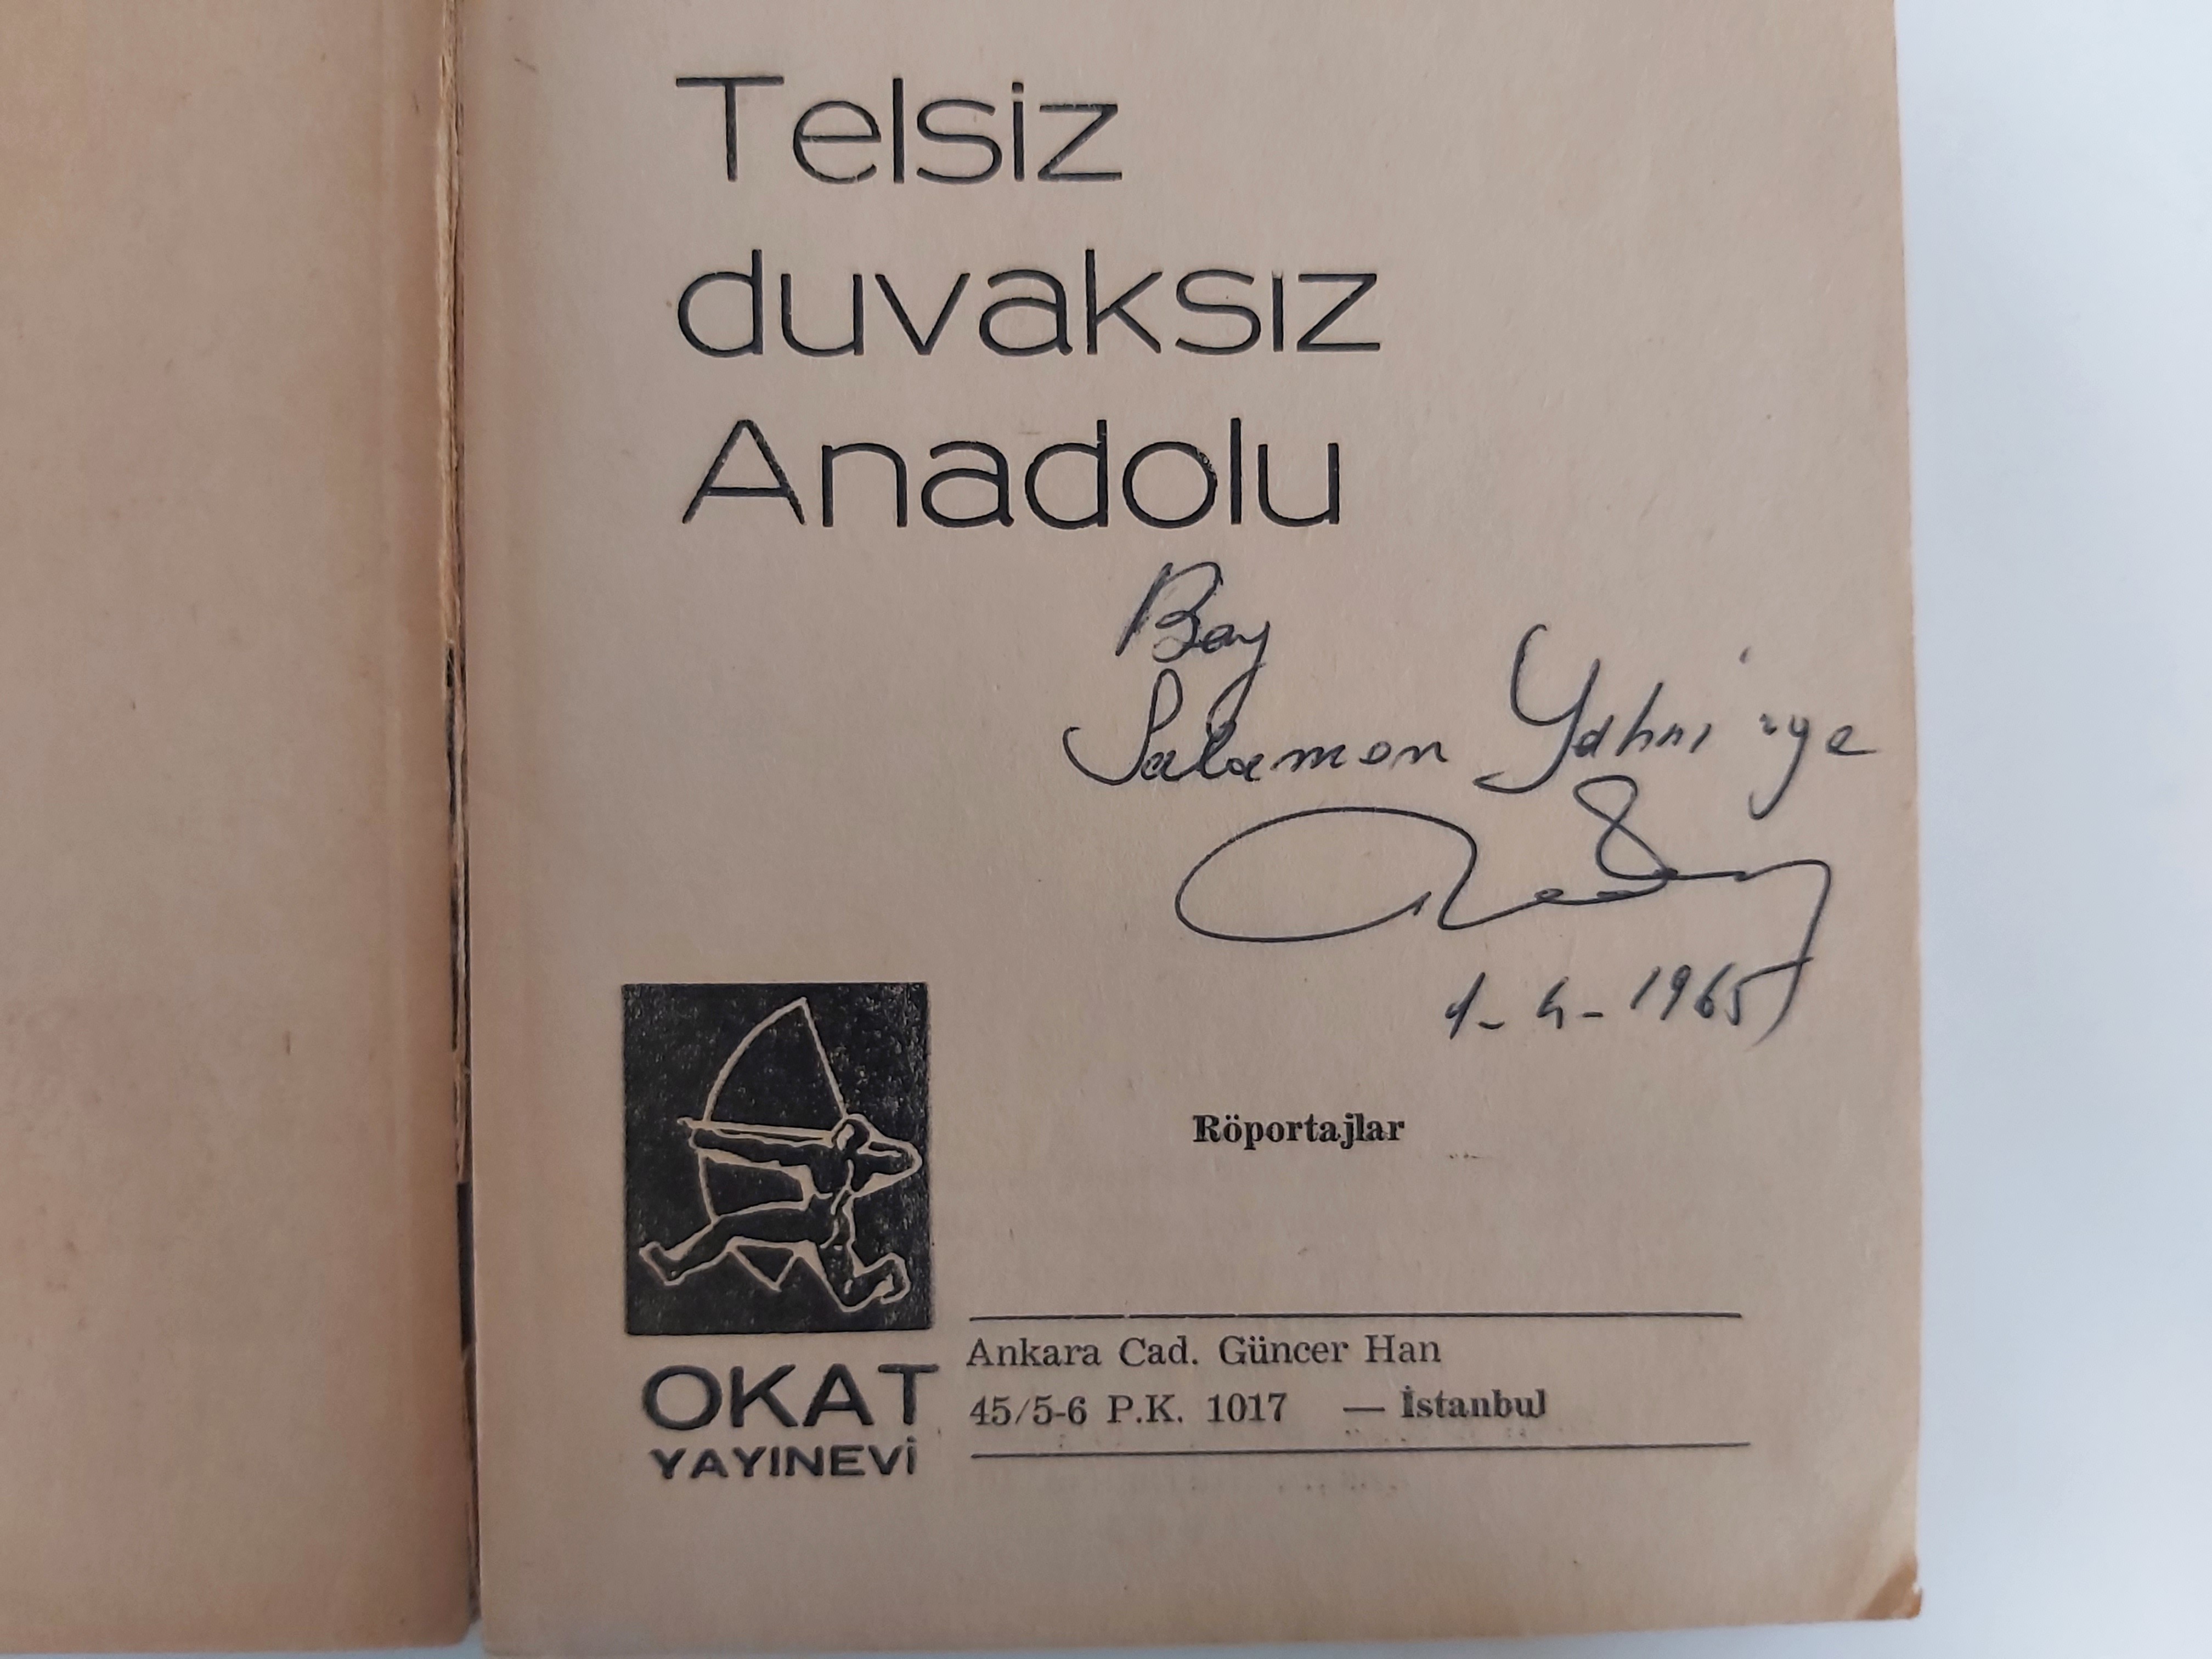 Telsiz
duvaksız
Anadolu
Bay
Salamon Yahni'ye
1-4-1965
Röportajlar
OKAT
YAYINEVİ
Ankara Cad. Güncer Han
45/5-6 P.K. 1017 — İstanbul